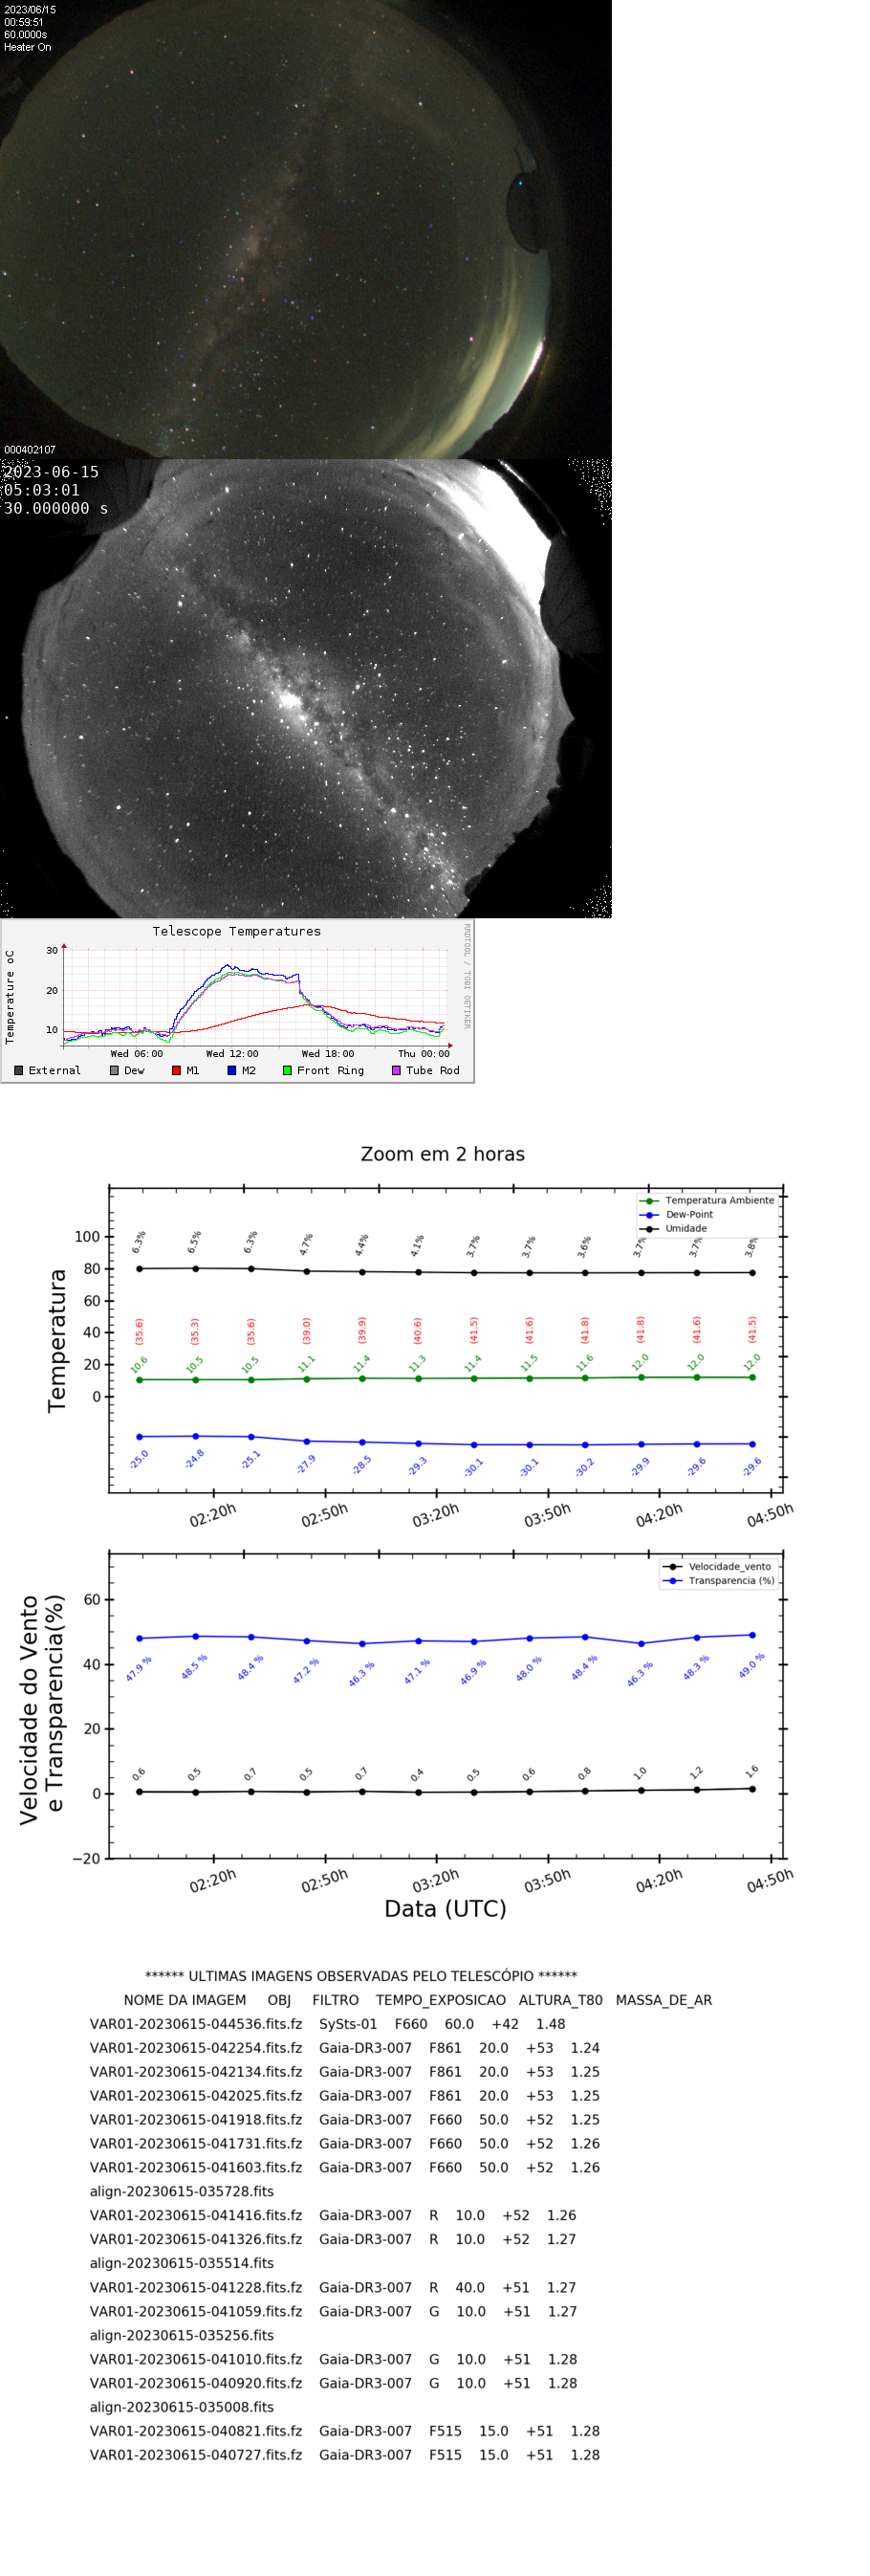 2023/06/15
00:59:51
60.0000s
Heater On
000402107
2023-06-15
05:03:01
30.000000 s
Telescope Temperatures
RRDTOOL / TOBI OETIKER
Temperature oC
30
20
10
Wed 06:00 Wed 12:00 Wed 18:00 Thu 00:00
External Dew M1 M2 Front Ring Tube Rod
Zoom em 2 horas
Temperatura Ambiente
Dew-Point
Umidade
Temperatura
100
80
60
40
20
0
6.3% 6.5% 6.3% 4.7% 4.4% 4.1% 3.7% 3.7% 3.6% 3.7% 3.7% 3.8%
(35.6) (35.3) (35.6) (39.0) (39.9) (40.6) (41.5) (41.6) (41.8) (41.8) (41.6) (41.5)
10.6 10.5 10.5 11.1 11.4 11.3 11.4 11.5 11.6 12.0 12.0 12.0
-25.0 -24.8 -25.1 -27.9 -28.5 -29.3 -30.1 -30.1 -30.2 -29.9 -29.6 -29.6
02:20h 02:50h 03:20h 03:50h 04:20h 04:50h
Velocidade_vento
Transparencia (%)
Velocidade do Vento
e Transparencia(%)
60
40
20
0
−20
47.9 % 48.5 % 48.4 % 47.2 % 46.3 % 47.1 % 46.9 % 48.0 % 48.4 % 46.3 % 48.3 % 49.0 %
0.6 0.5 0.7 0.5 0.7 0.4 0.5 0.6 0.8 1.0 1.2 1.6
02:20h 02:50h 03:20h 03:50h 04:20h 04:50h
Data (UTC)
****** ULTIMAS IMAGENS OBSERVADAS PELO TELESCÓPIO ******
NOME DA IMAGEM OBJ FILTRO TEMPO_EXPOSICAO ALTURA_T80 MASSA_DE_AR
VAR01-20230615-044536.fits.fz SySts-01 F660 60.0 +42 1.48
VAR01-20230615-042254.fits.fz Gaia-DR3-007 F861 20.0 +53 1.24
VAR01-20230615-042134.fits.fz Gaia-DR3-007 F861 20.0 +53 1.25
VAR01-20230615-042025.fits.fz Gaia-DR3-007 F861 20.0 +53 1.25
VAR01-20230615-041918.fits.fz Gaia-DR3-007 F660 50.0 +52 1.25
VAR01-20230615-041731.fits.fz Gaia-DR3-007 F660 50.0 +52 1.26
VAR01-20230615-041603.fits.fz Gaia-DR3-007 F660 50.0 +52 1.26
align-20230615-035728.fits
VAR01-20230615-041416.fits.fz Gaia-DR3-007 R 10.0 +52 1.26
VAR01-20230615-041326.fits.fz Gaia-DR3-007 R 10.0 +52 1.27
align-20230615-035514.fits
VAR01-20230615-041228.fits.fz Gaia-DR3-007 R 40.0 +51 1.27
VAR01-20230615-041059.fits.fz Gaia-DR3-007 G 10.0 +51 1.27
align-20230615-035256.fits
VAR01-20230615-041010.fits.fz Gaia-DR3-007 G 10.0 +51 1.28
VAR01-20230615-040920.fits.fz Gaia-DR3-007 G 10.0 +51 1.28
align-20230615-035008.fits
VAR01-20230615-040821.fits.fz Gaia-DR3-007 F515 15.0 +51 1.28
VAR01-20230615-040727.fits.fz Gaia-DR3-007 F515 15.0 +51 1.28